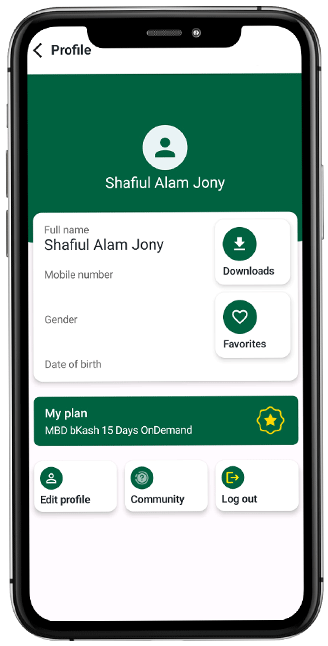 Profile
Shafiul Alam Jony
Full name
Shafiul Alam Jony
Mobile number
Gender
Date of birth
Downloads
Favorites
My plan
MBD bKash 15 Days OnDemand
Edit profile
Community
Log out